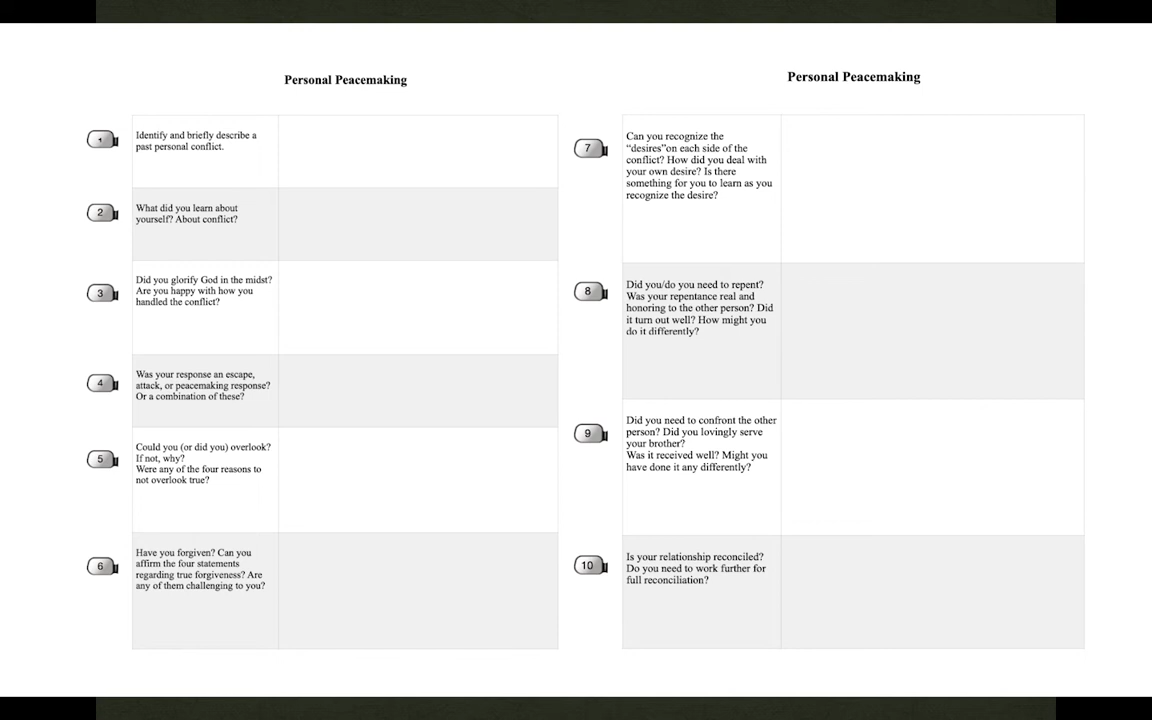 Personal Peacemaking
1
Identify and briefly describe a
past personal conflict.
2
What did you learn about
yourself? About conflict?
3
Did you glorify God in the midst?
Are you happy with how you
handled the conflict?
4
Was your response an escape,
attack, or peacemaking response?
Or a combination of these?
5
Could you (or did you) overlook?
If not, why?
Were any of the four reasons to
not overlook true?
6
Have you forgiven? Can you
affirm the four statements
regarding true forgiveness? Are
any of them challenging to you?
Personal Peacemaking
7
Can you recognize the
“desires”on each side of the
conflict? How did you deal with
your own desire? Is there
something for you to learn as you
recognize the desire?
8
Did you/do you need to repent?
Was your repentance real and
honoring to the other person? Did
it turn out well? How might you
do it differently?
9
Did you need to confront the other
person? Did you lovingly serve
your brother?
Was it received well? Might you
have done it any differently?
10
Is your relationship reconciled?
Do you need to work further for
full reconciliation?